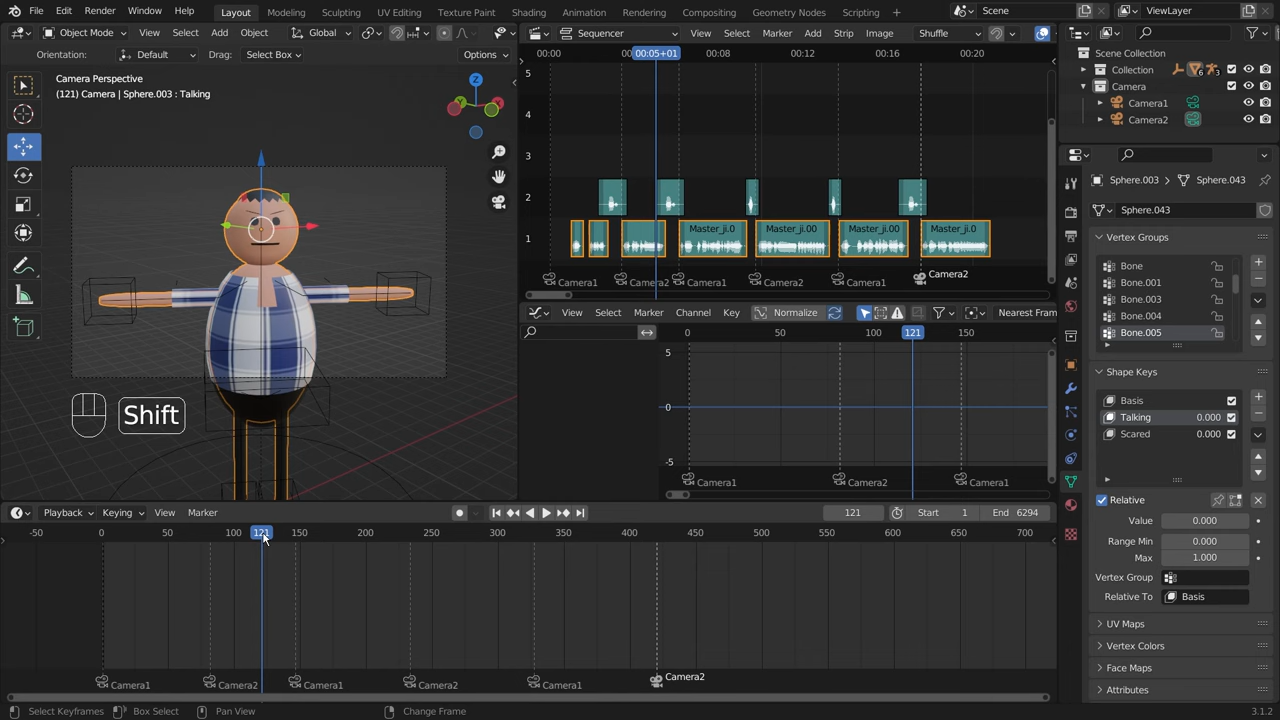 File Edit Render Window Help Layout Modeling Sculpting UV Editing Texture Paint Shading Animation Rendering Compositing Geometry Nodes Scripting + Scene ViewLayer
Object Mode View Select Add Object Global Options
Orientation: Default Drag: Select Box
Camera Perspective
(121) Camera | Sphere.003 : Talking
Z
Shift
Sequencer View Select Marker Add Strip Image Shuffle
00:00 00:05+01 00:08 00:12 00:16 00:20
5
4
3
2
1
Master_ji.0 Master_ji.00 Master_ji.00 Master_ji.0
Camera1 Camera2 Camera1 Camera2 Camera1 Camera2
View Select Marker Channel Key Normalize Nearest Fram
0 50 100 121 150
5
0
-5
Camera1 Camera2 Camera1
Playback Keying View Marker 121 Start 1 End 6294
-50 0 50 100 121 150 200 250 300 350 400 450 500 550 600 650 700
Camera1 Camera2 Camera1 Camera2 Camera1 Camera2
Select Keyframes Box Select Pan View Change Frame 3.1.2
Scene Collection
Collection 6 3
Camera
Camera1
Camera2
Sphere.003 Sphere.043
Sphere.043
Vertex Groups
Bone
Bone.001
Bone.003
Bone.004
Bone.005
Shape Keys
Basis
Talking 0.000
Scared 0.000
Relative
Value 0.000
Range Min 0.000
Max 1.000
Vertex Group
Relative To Basis
UV Maps
Vertex Colors
Face Maps
Attributes